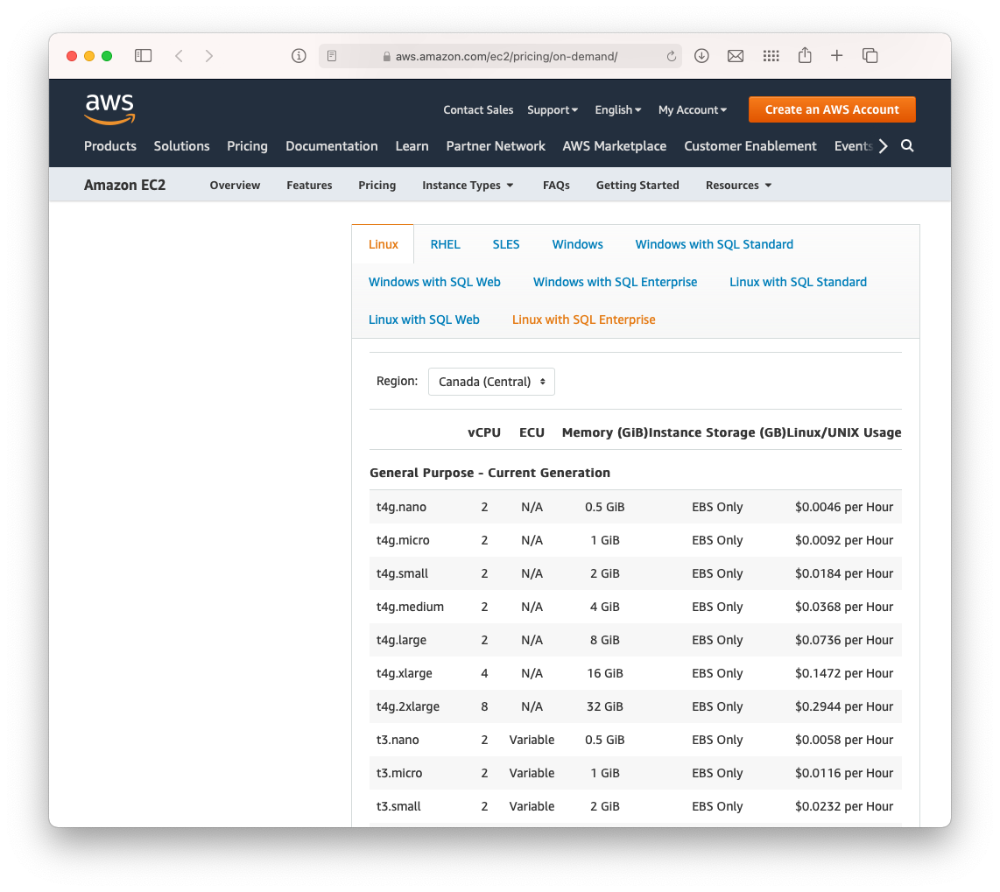 aws.amazon.com/ec2/pricing/on-demand/
aws
Contact Sales Support English My Account Create an AWS Account
Products Solutions Pricing Documentation Learn Partner Network AWS Marketplace Customer Enablement Events
Amazon EC2 Overview Features Pricing Instance Types FAQs Getting Started Resources
Linux RHEL SLES Windows Windows with SQL Standard
Windows with SQL Web Windows with SQL Enterprise Linux with SQL Standard
Linux with SQL Web Linux with SQL Enterprise
Region: Canada (Central)
vCPU ECU Memory (GiB) Instance Storage (GB) Linux/UNIX Usage
General Purpose - Current Generation
t4g.nano 2 N/A 0.5 GiB EBS Only $0.0046 per Hour
t4g.micro 2 N/A 1 GiB EBS Only $0.0092 per Hour
t4g.small 2 N/A 2 GiB EBS Only $0.0184 per Hour
t4g.medium 2 N/A 4 GiB EBS Only $0.0368 per Hour
t4g.large 2 N/A 8 GiB EBS Only $0.0736 per Hour
t4g.xlarge 4 N/A 16 GiB EBS Only $0.1472 per Hour
t4g.2xlarge 8 N/A 32 GiB EBS Only $0.2944 per Hour
t3.nano 2 Variable 0.5 GiB EBS Only $0.0058 per Hour
t3.micro 2 Variable 1 GiB EBS Only $0.0116 per Hour
t3.small 2 Variable 2 GiB EBS Only $0.0232 per Hour